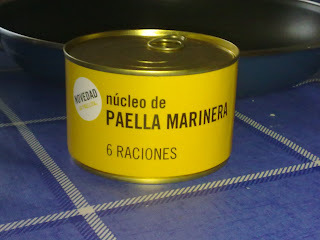 NOVEDAD
núcleo de
PAELLA MARINERA
6 RACIONES